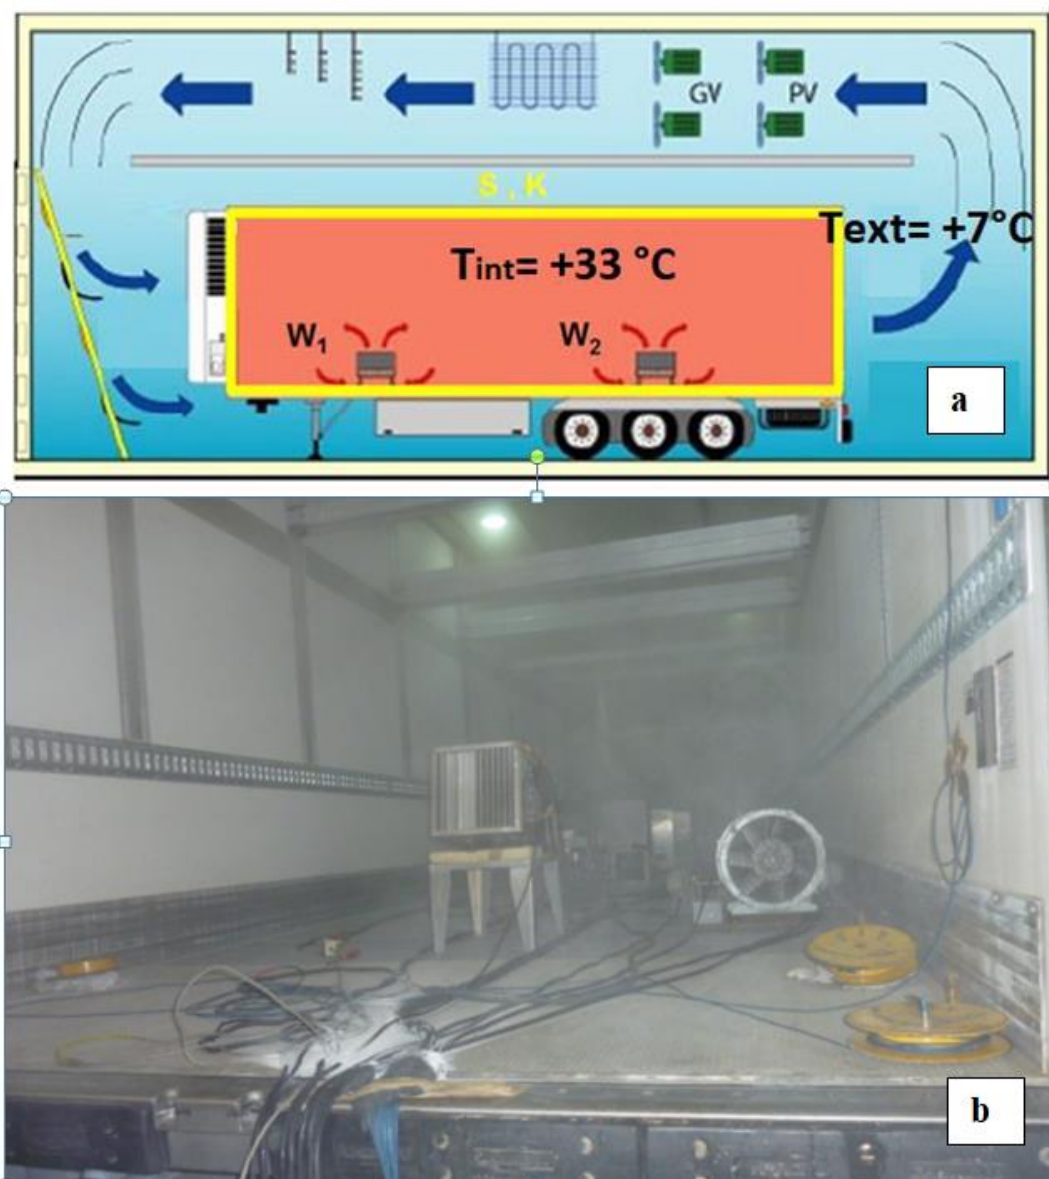 GV
PV
S , K
Text= +7°C
Tint= +33 °C
W1
W2
a
b